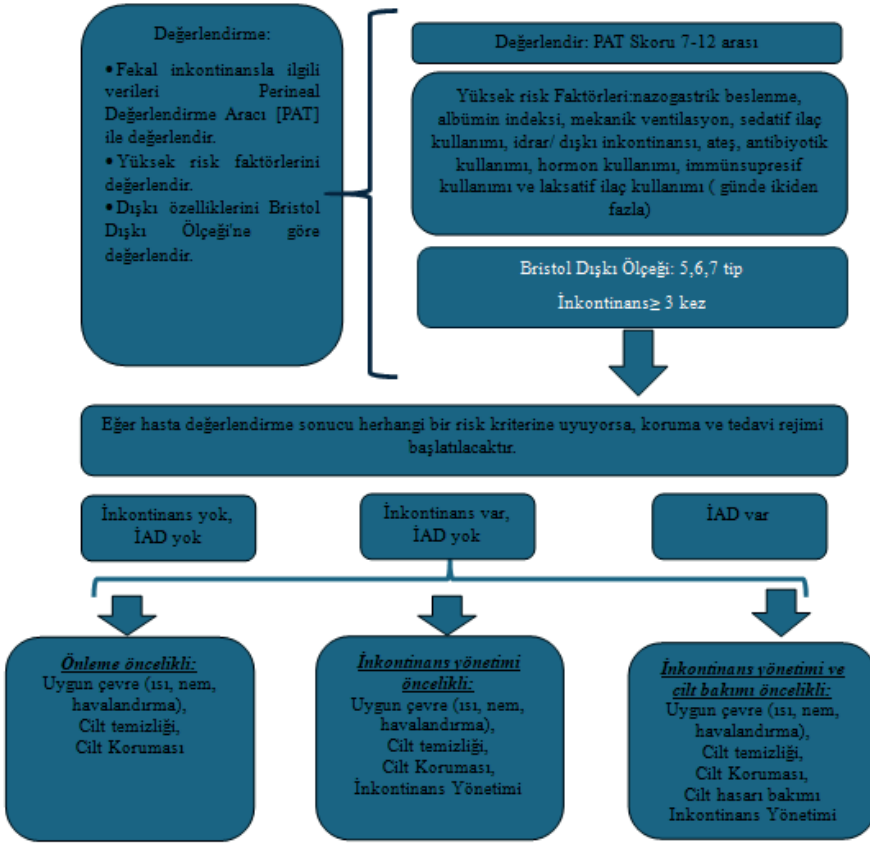 Değerlendirme:
•Fekal inkontinansla ilgili
verileri Perineal
Değerlendirme Aracı [PAT]
ile değerlendir.
•Yüksek risk faktörlerini
değerlendir.
•Dışkı özelliklerini Bristol
Dışkı Ölçeği'ne göre
değerlendir.
Değerlendir: PAT Skoru 7-12 arası
Yüksek risk Faktörleri:nazogastrik beslenme,
albümin indeksi, mekanik ventilasyon, sedatif ilaç
kullanımı, idrar/ dışkı inkontinansı, ateş, antibiyotik
kullanımı, hormon kullanımı, immünsupresif
kullanımı ve laksatif ilaç kullanımı ( günde ikiden
fazla)
Bristol Dışkı Ölçeği: 5,6,7 tip
İnkontinans≥ 3 kez
Eğer hasta değerlendirme sonucu herhangi bir risk kriterine uyuyorsa, koruma ve tedavi rejimi
başlatılacaktır.
İnkontinans yok,
İAD yok
İnkontinans var,
İAD yok
İAD var
Önleme öncelikli:
Uygun çevre (ısı, nem,
havalandırma),
Cilt temizliği,
Cilt Koruması
İnkontinans yönetimi
öncelikli:
Uygun çevre (ısı, nem,
havalandırma),
Cilt temizliği,
Cilt Koruması,
İnkontinans Yönetimi
İnkontinans yönetimi ve
cilt bakımı öncelikli:
Uygun çevre (ısı, nem,
havalandırma),
Cilt temizliği,
Cilt Koruması,
Cilt hasarı bakımı
Inkontinans Yönetimi